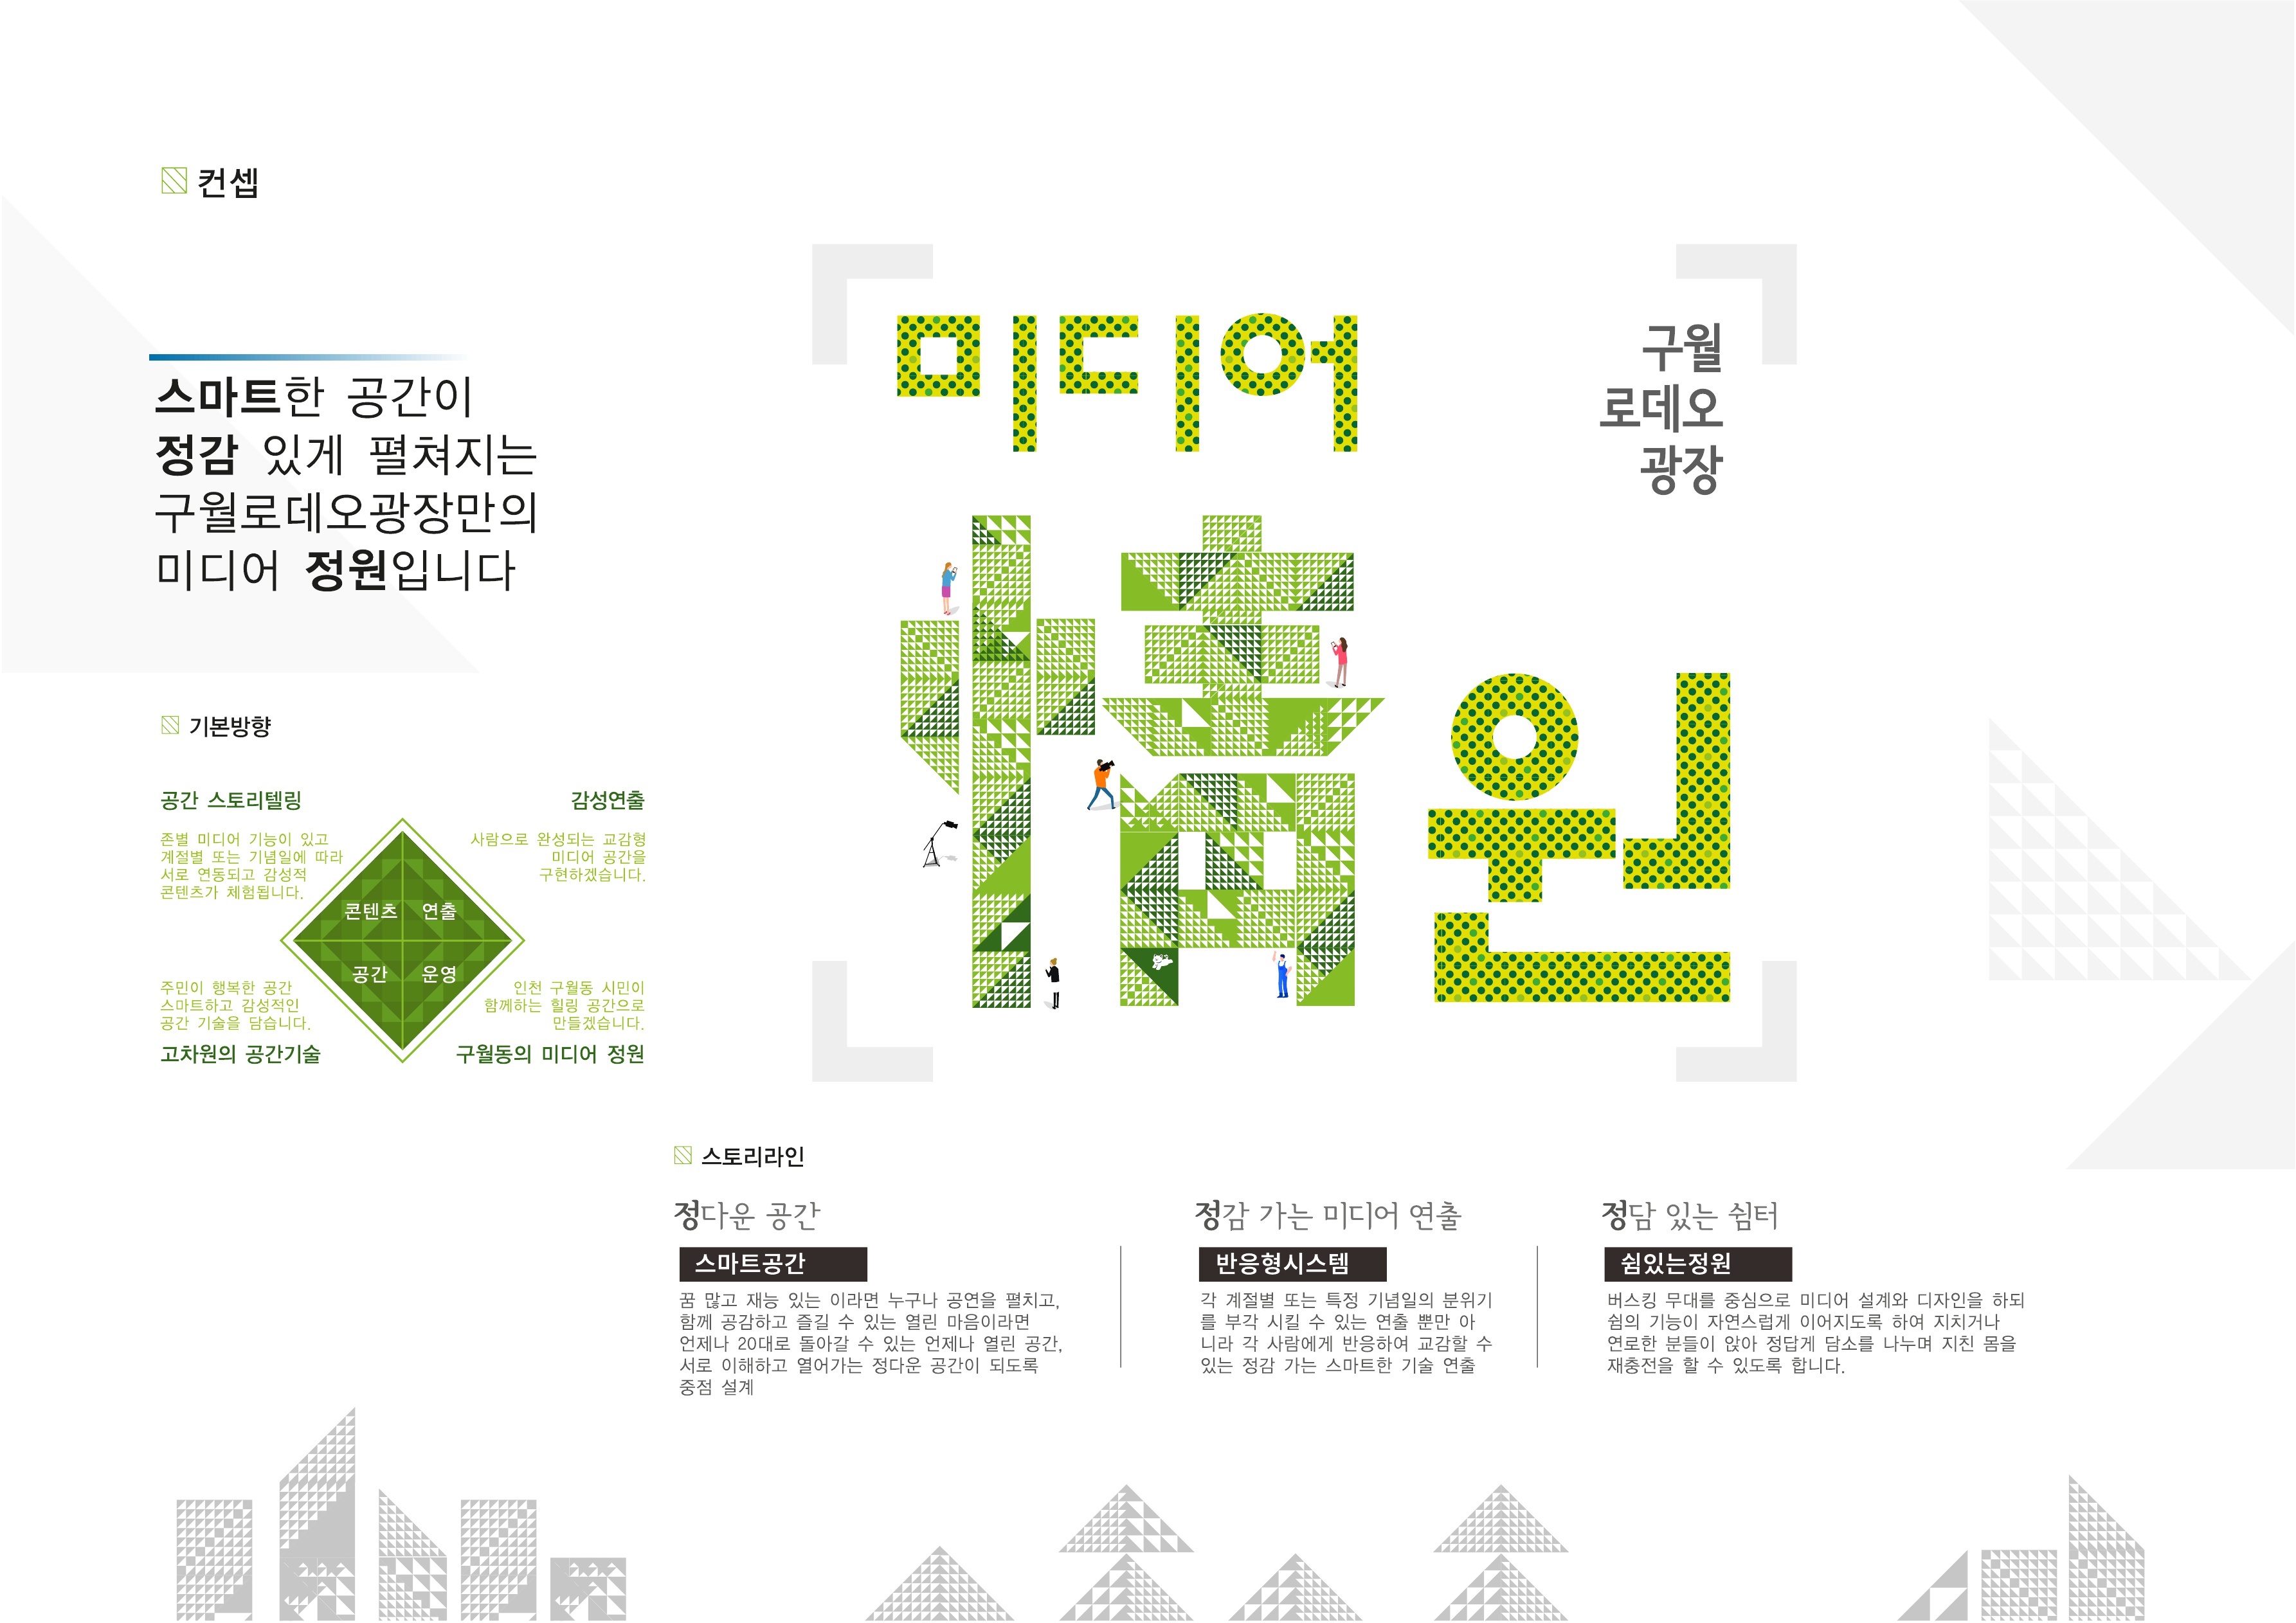 컨셉
스마트한 공간이
정감 있게 펼쳐지는
구월로데오광장만의
미디어 정원입니다
기본방향
공간 스토리텔링
존별 미디어 기능이 있고
계절별 또는 기념일에 따라
서로 연동되고 감성적
콘텐츠가 체험됩니다.
감성연출
사람으로 완성되는 교감형
미디어 공간을
구현하겠습니다.
콘텐츠 연출
공간 운영
주민이 행복한 공간
스마트하고 감성적인
공간 기술을 담습니다.
고차원의 공간기술
인천 구월동 시민이
함께하는 힐링 공간으로
만들겠습니다.
구월동의 미디어 정원
미디어
情 원
구월
로데오
광장
스토리라인
정다운 공간
스마트공간
꿈 많고 재능 있는 이라면 누구나 공연을 펼치고,
함께 공감하고 즐길 수 있는 열린 마음이라면
언제나 20대로 돌아갈 수 있는 언제나 열린 공간,
서로 이해하고 열어가는 정다운 공간이 되도록
중점 설계
정감 가는 미디어 연출
반응형시스템
각 계절별 또는 특정 기념일의 분위기
를 부각 시킬 수 있는 연출 뿐만 아
니라 각 사람에게 반응하여 교감할 수
있는 정감 가는 스마트한 기술 연출
정담 있는 쉼터
쉼있는정원
버스킹 무대를 중심으로 미디어 설계와 디자인을 하되
쉼의 기능이 자연스럽게 이어지도록 하여 지치거나
연로한 분들이 앉아 정답게 담소를 나누며 지친 몸을
재충전을 할 수 있도록 합니다.